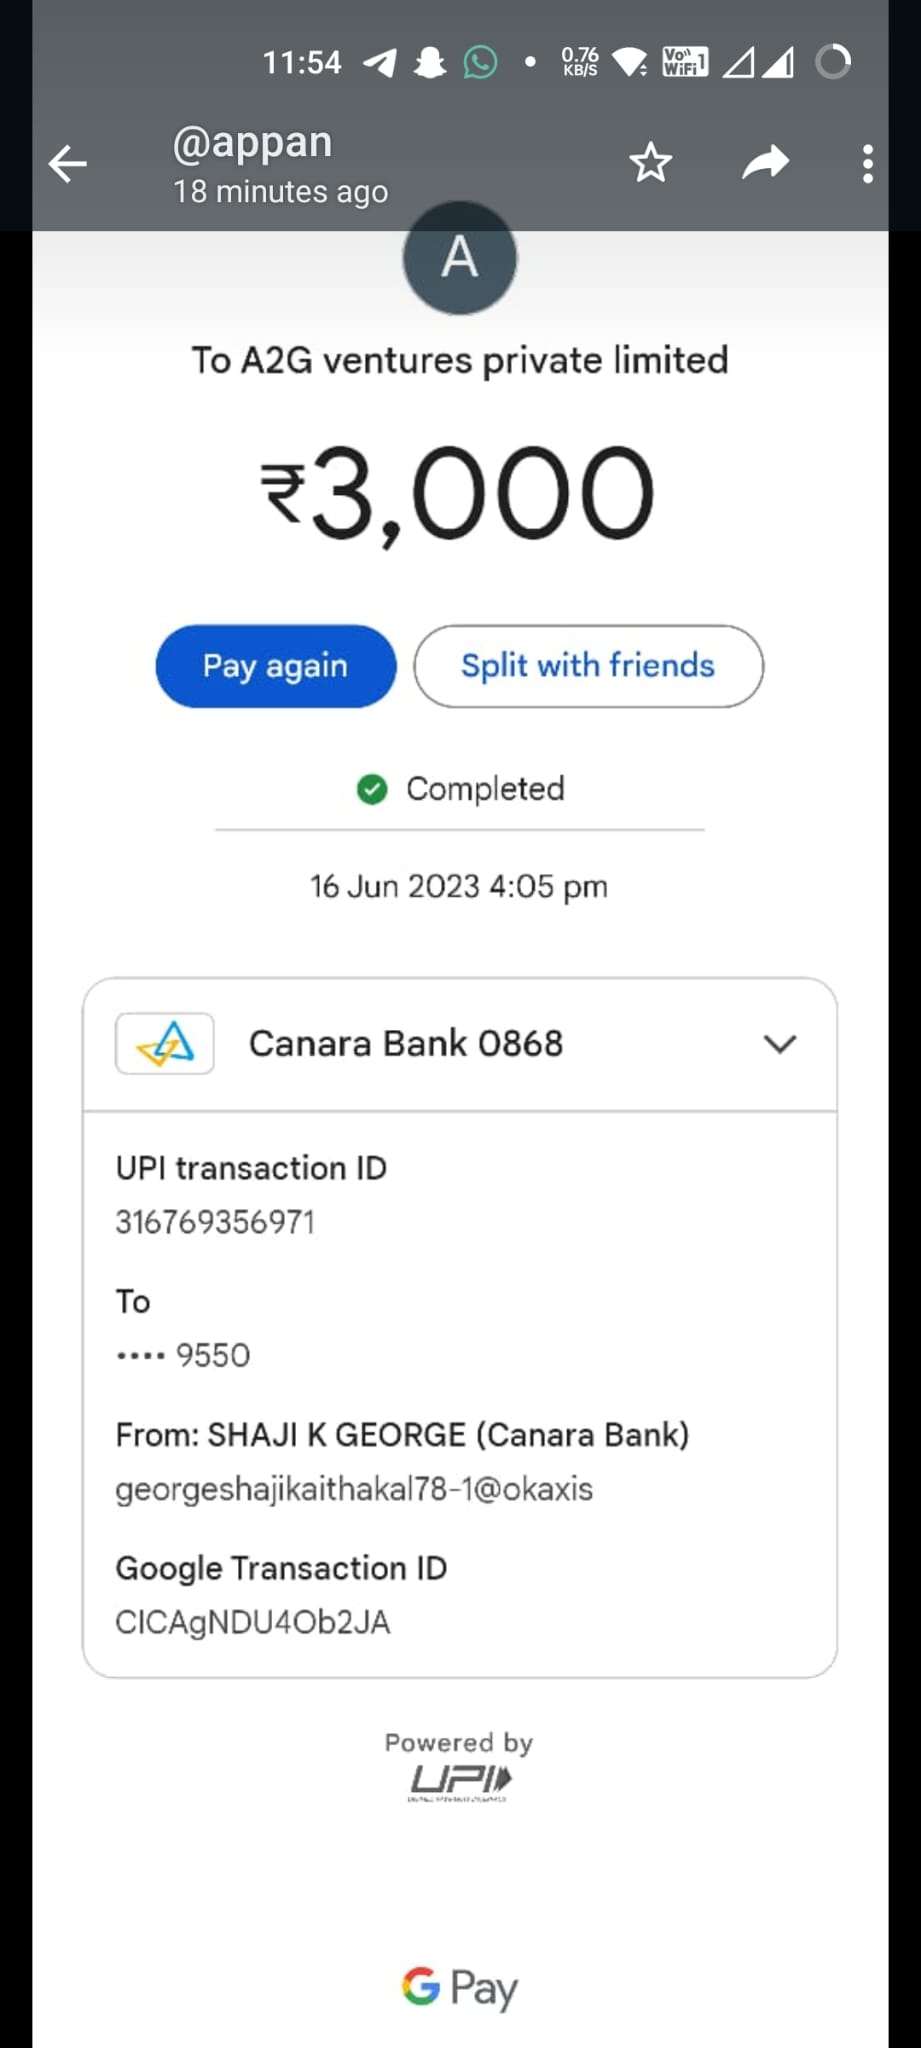 11:54
0.76
KB/S
Vo))
WiFi 1
@appan
18 minutes ago
A
To A2G ventures private limited
₹3,000
Pay again
Split with friends
Completed
16 Jun 2023 4:05 pm
Canara Bank 0868
UPI transaction ID
316769356971
To
•••• 9550
From: SHAJI K GEORGE (Canara Bank)
georgeshajikaithakal78-1@okaxis
Google Transaction ID
CICAgNDU4Ob2JA
Powered by
UPI
G Pay